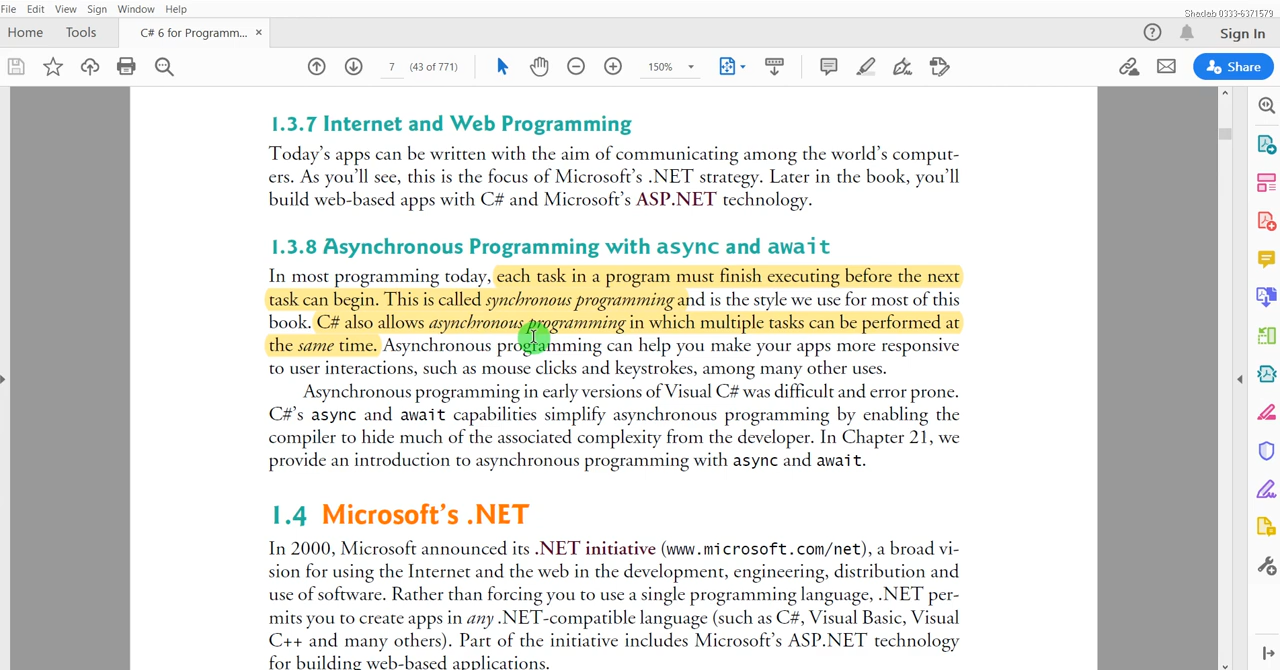 File Edit View Sign Window Help
Shadab 0333-6371579
Home Tools C# 6 for Programm... × Sign In
7 (43 of 771) 150% Share
1.3.7 Internet and Web Programming
Today's apps can be written with the aim of communicating among the world's comput-
ers. As you'll see, this is the focus of Microsoft's .NET strategy. Later in the book, you'll
build web-based apps with C# and Microsoft's ASP.NET technology.
1.3.8 Asynchronous Programming with async and await
In most programming today, each task in a program must finish executing before the next
task can begin. This is called synchronous programming and is the style we use for most of this
book. C# also allows asynchronous programming in which multiple tasks can be performed at
the same time. Asynchronous programming can help you make your apps more responsive
to user interactions, such as mouse clicks and keystrokes, among many other uses.
Asynchronous programming in early versions of Visual C# was difficult and error prone.
C#'s async and await capabilities simplify asynchronous programming by enabling the
compiler to hide much of the associated complexity from the developer. In Chapter 21, we
provide an introduction to asynchronous programming with async and await.
1.4 Microsoft's .NET
In 2000, Microsoft announced its .NET initiative (www.microsoft.com/net), a broad vi-
sion for using the Internet and the web in the development, engineering, distribution and
use of software. Rather than forcing you to use a single programming language, .NET per-
mits you to create apps in any .NET-compatible language (such as C#, Visual Basic, Visual
C++ and many others). Part of the initiative includes Microsoft's ASP.NET technology
for building web-based applications.